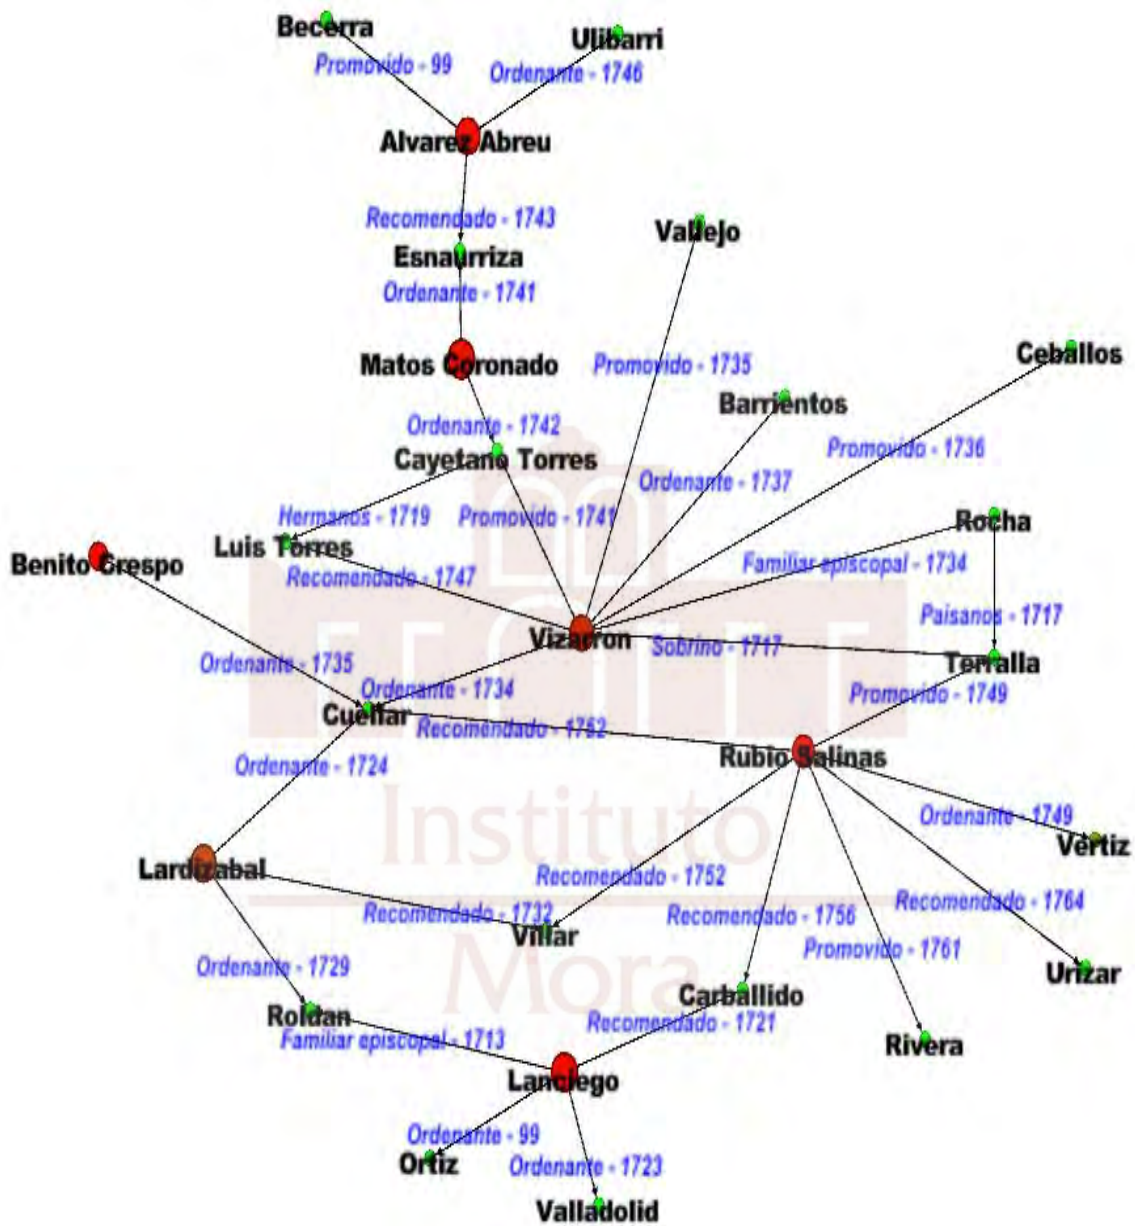 Becerra
Ulibarri
Promovido - 99
Ordenante - 1746
Alvarez Abreu
Recomendado - 1743
Vallejo
Esnaurriza
Ordenante - 1741
Ceballos
Matos Coronado
Promovido - 1735
Barrientos
Ordenante - 1742
Promovido - 1736
Cayetano Torres
Ordenante - 1737
Hermanos - 1719
Promovido - 1741
Rocha
Luis Torres
Benito Crespo
Familiar episcopal - 1734
Recomendado - 1747
Paisanos - 1717
Vizarron
Sobrino - 1717
Ordenante - 1735
Terralla
Ordenante - 1734
Promovido - 1749
Cuellar
Recomendado - 1752
Rubio Salinas
Ordenante - 1724
Instituto
Ordenante - 1749
Vertiz
Lardizabal
Recomendado - 1752
Recomendado - 1764
Recomendado - 1732
Recomendado - 1756
Villar
Promovido - 1761
Mora
Ordenante - 1729
Urizar
Carballido
Roldan
Recomendado - 1721
Familiar episcopal - 1713
Rivera
Lanciego
Ordenante - 99
Ortiz
Ordenante - 1723
Valladolid